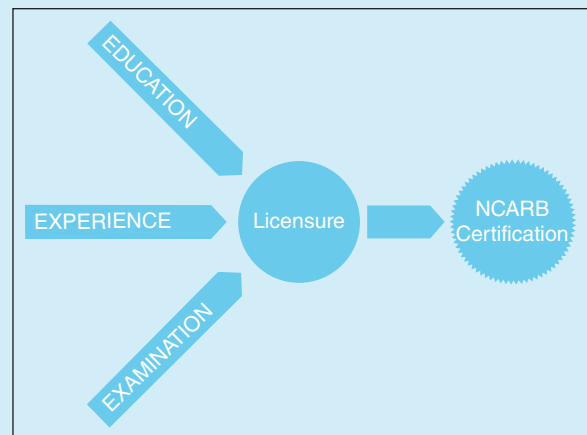 EDUCATION
EXPERIENCE
EXAMINATION
Licensure
NCARB
Certification